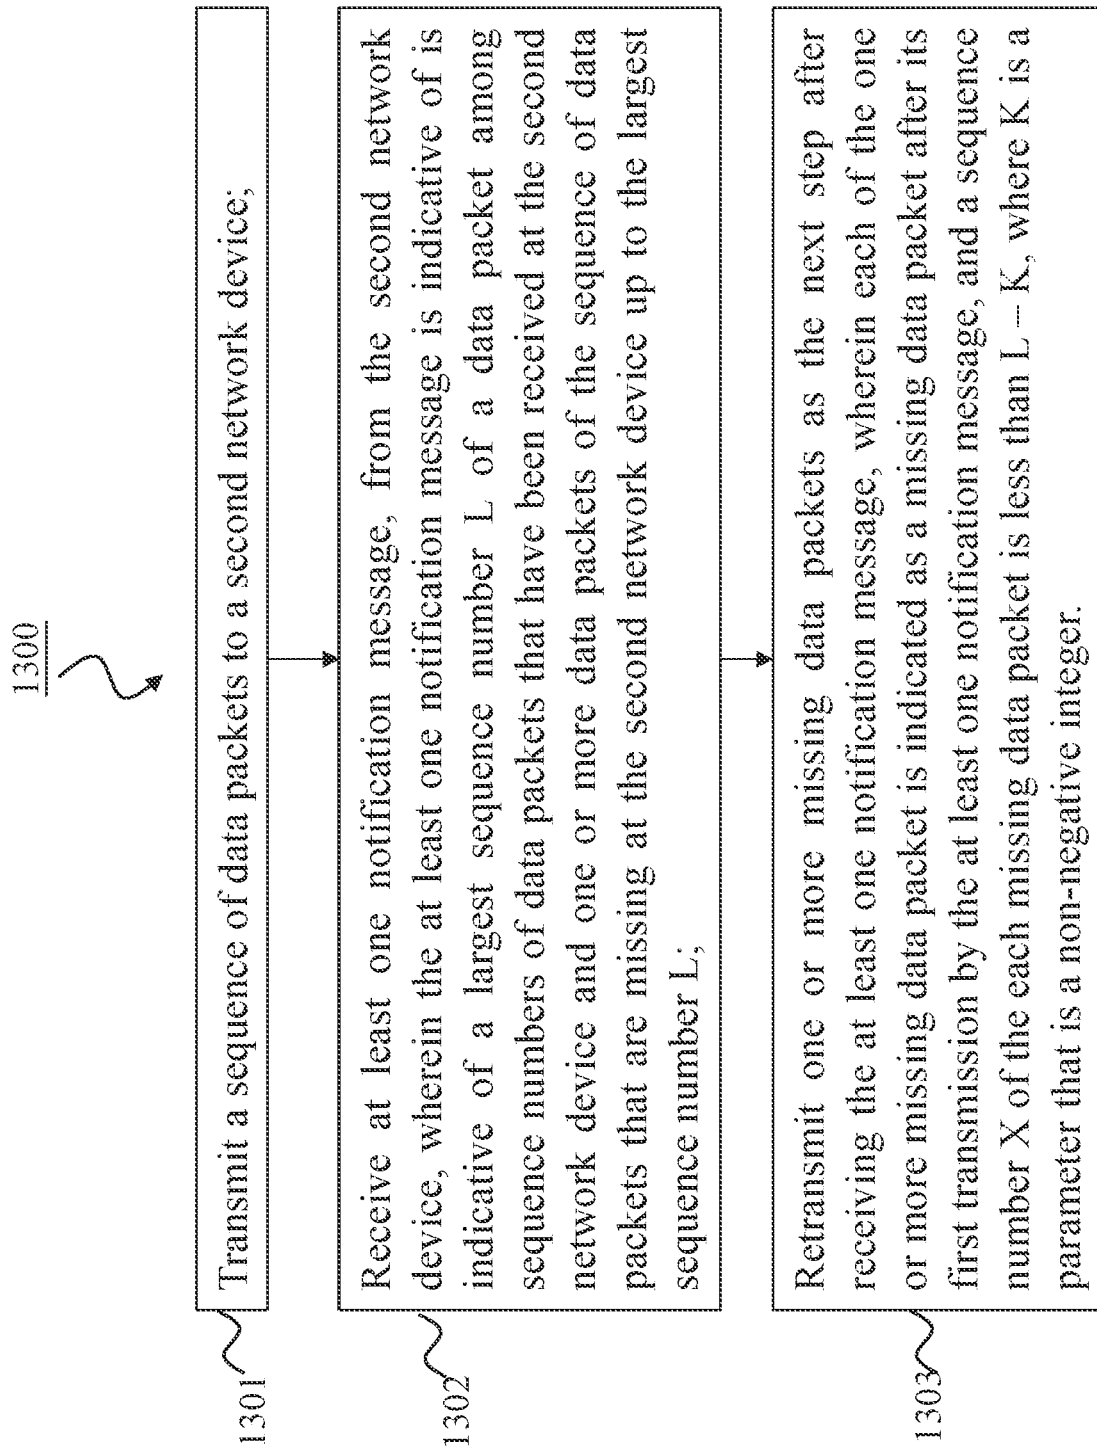 1300
1301
Transmit a sequence of data packets to a second network device;
1302
Receive at least one notification message, from the second network
device, wherein the at least one notification message is indicative of is
indicative of a largest sequence number L of a data packet among
sequence numbers of data packets that have been received at the second
network device and one or more data packets of the sequence of data
packets that are missing at the second network device up to the largest
sequence number L;
1303
Retransmit one or more missing data packets as the next step after
receiving the at least one notification message, wherein each of the one
or more missing data packet is indicated as a missing data packet after its
first transmission by the at least one notification message, and a sequence
number X of the each missing data packet is less than L – K, where K is a
parameter that is a non-negative integer.